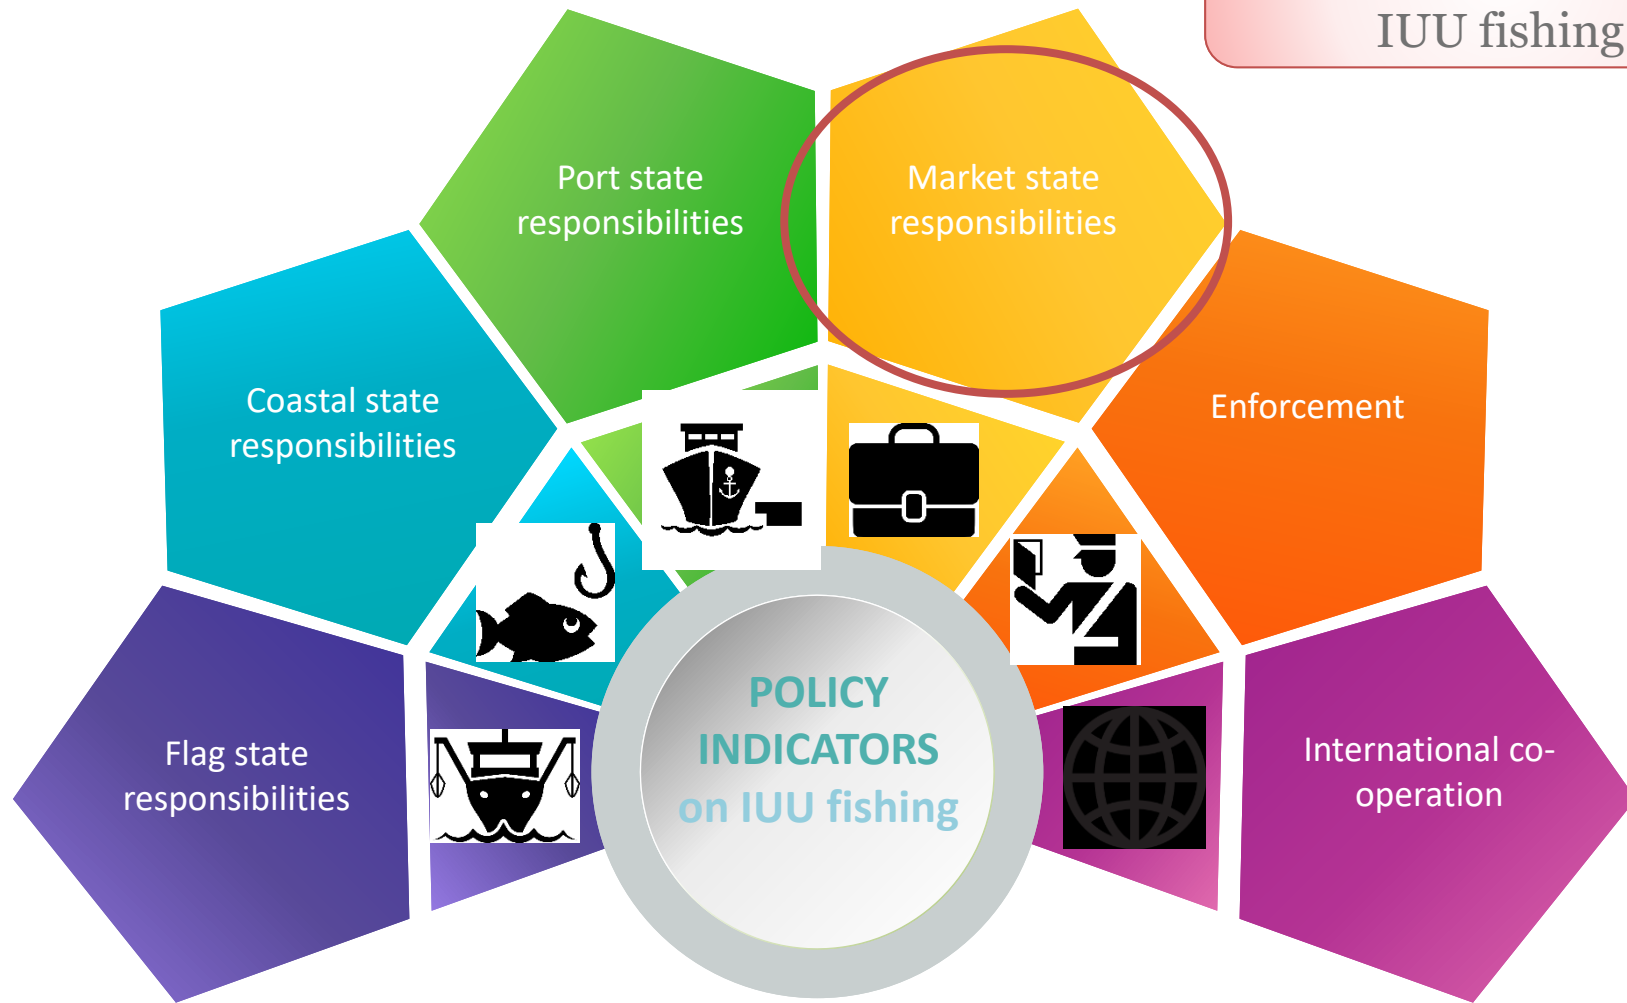 IUU fishing
Port state
responsibilities
Market state
responsibilities
Coastal state
responsibilities
Enforcement
Flag state
responsibilities
International co-
operation
POLICY
INDICATORS
on IUU fishing